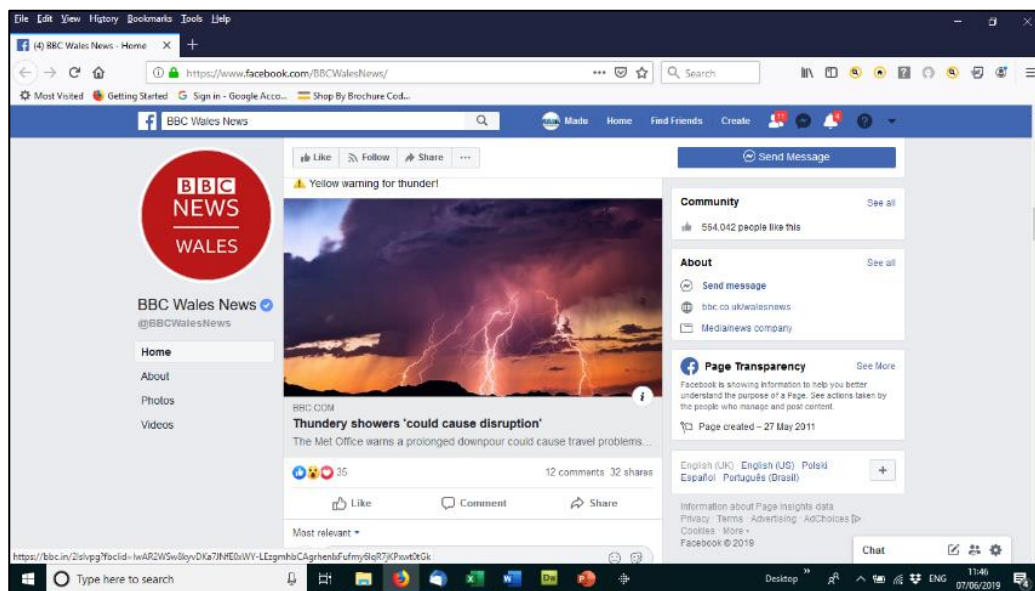 File Edit View History Bookmarks Tools Help
(4) BBC Wales News - Home
https://www.facebook.com/BBCWalesNews/
Search
Most Visited Getting Started Sign in - Google Acco... Shop By Brochure Cod...
BBC Wales News
Madu Home Find Friends Create
BBC
NEWS
WALES
BBC Wales News
@BBCWalesNews
Home
About
Photos
Videos
Like Follow Share ...
Yellow warning for thunder!
BBC.COM
Thundery showers 'could cause disruption'
The Met Office warns a prolonged downpour could cause travel problems...
35 12 comments 32 shares
Like Comment Share
Most relevant
Send Message
Community See all
554,042 people like this
About See all
Send message
bbc.co.uk/walesnews
Media/news company
Page Transparency See More
Facebook is showing information to help you better
understand the purpose of a Page. See actions taken by
the people who manage and post content.
Page created – 27 May 2011
English (UK) · English (US) · Polski
Español · Português (Brasil)
Information about Page Insights data
Privacy · Terms · Advertising · AdChoices
Cookies · More
Facebook © 2019
Chat
Type here to search
Desktop
ENG
11:46
07/06/2019